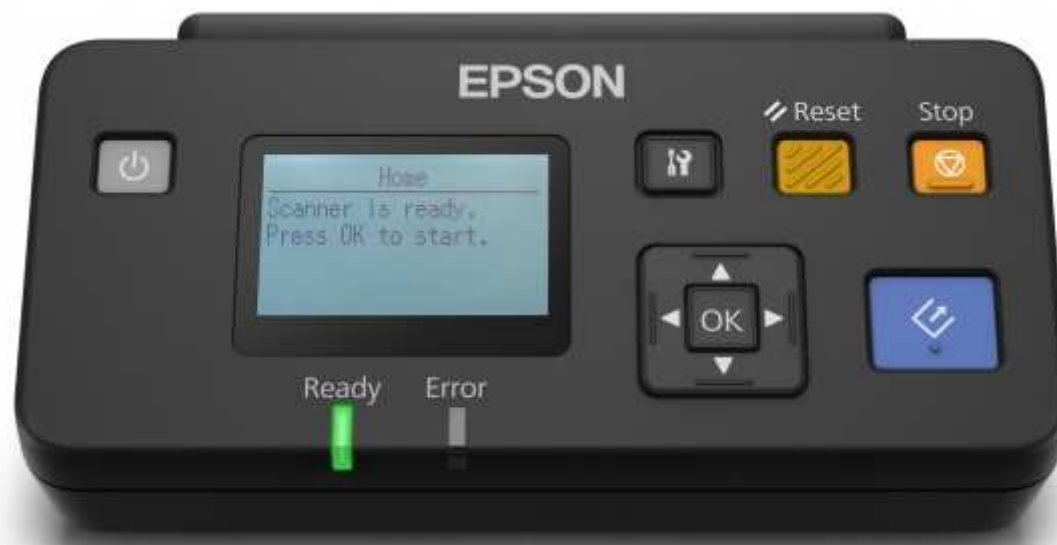 EPSON
Reset
Stop
Home
Scanner is ready.
Press OK to start.
OK
Ready
Error